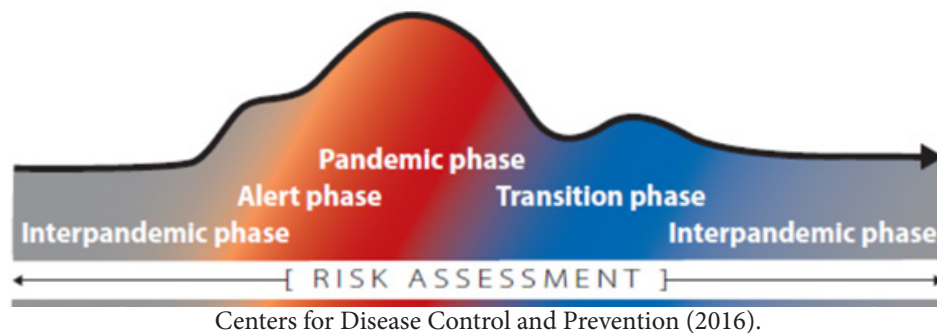 Pandemic phase
Alert phase
Transition phase
Interpandemic phase
Interpandemic phase
[ RISK ASSESSMENT ]
Centers for Disease Control and Prevention (2016).